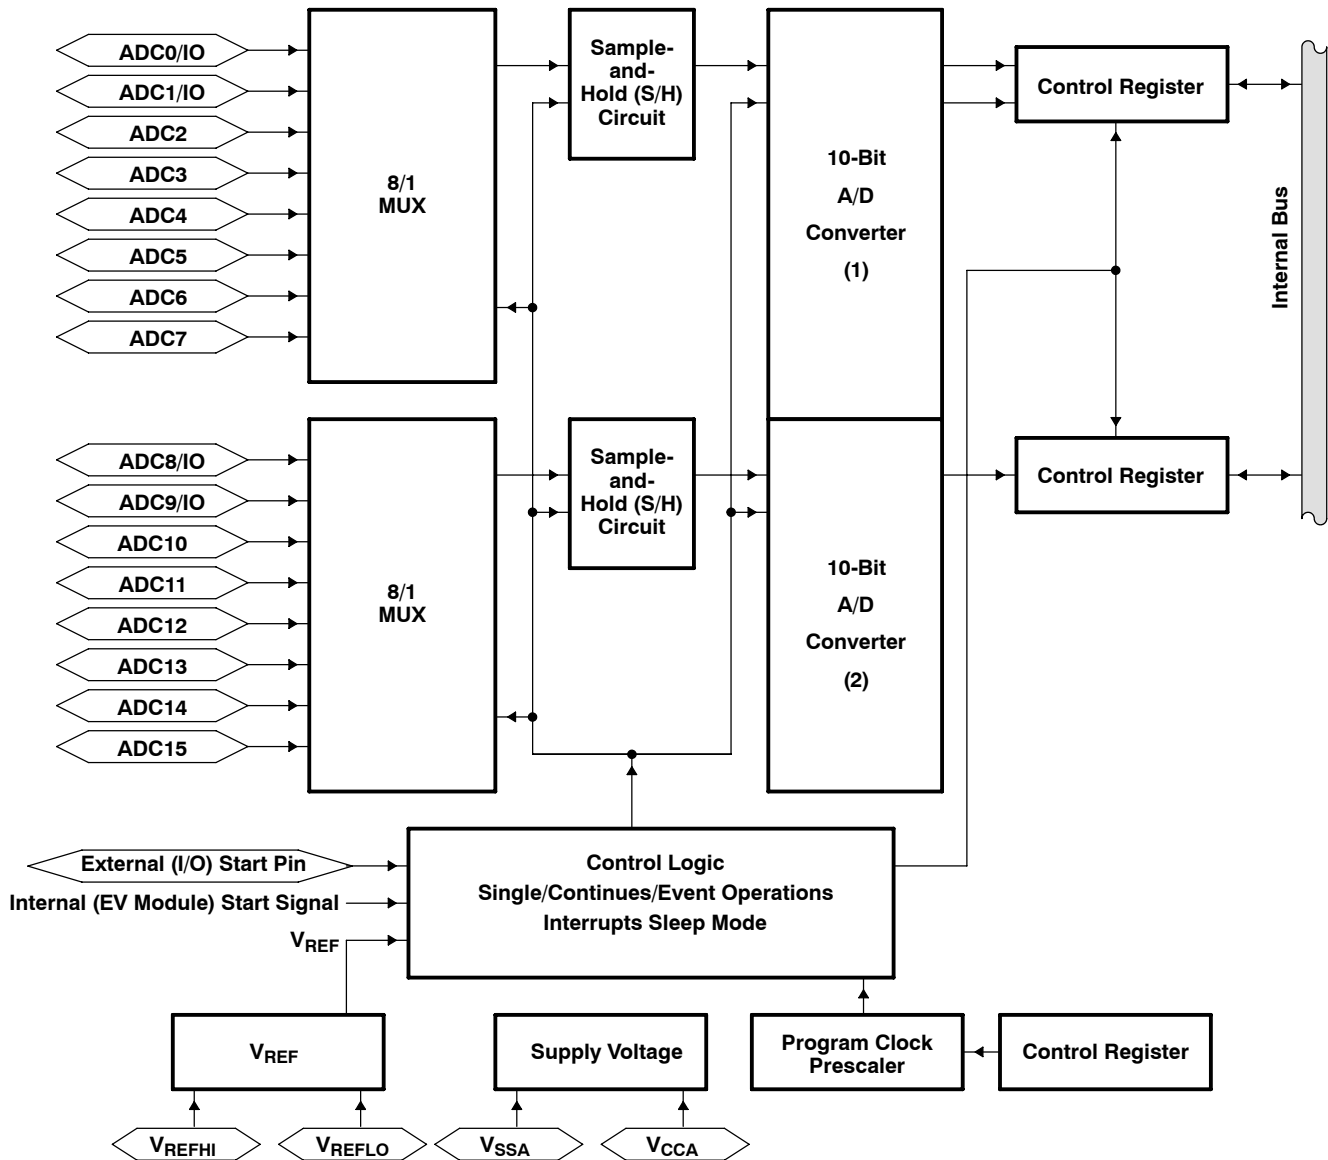 ADC0/IO
ADC1/IO
ADC2
ADC3
ADC4
ADC5
ADC6
ADC7
8/1
MUX
Sample-
and-
Hold (S/H)
Circuit
10-Bit
A/D
Converter
(1)
Control Register
Internal Bus
ADC8/IO
ADC9/IO
ADC10
ADC11
ADC12
ADC13
ADC14
ADC15
8/1
MUX
Sample-
and-
Hold (S/H)
Circuit
10-Bit
A/D
Converter
(2)
Control Register
External (I/O) Start Pin
Internal (EV Module) Start Signal
VREF
Control Logic
Single/Continues/Event Operations
Interrupts Sleep Mode
VREF
Supply Voltage
Program Clock
Prescaler
Control Register
VREFHI
VREFLO
VSSA
VCCA